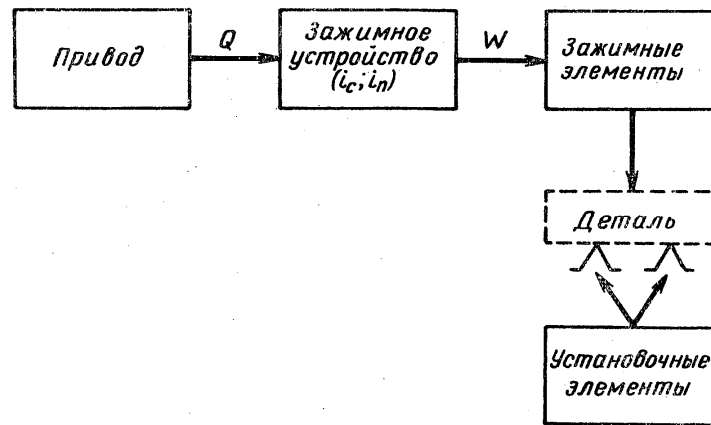 Привод
Q
Зажимное
устройство
(i_c; i_n)
W
Зажимные
элементы
Деталь
Установочные
элементы